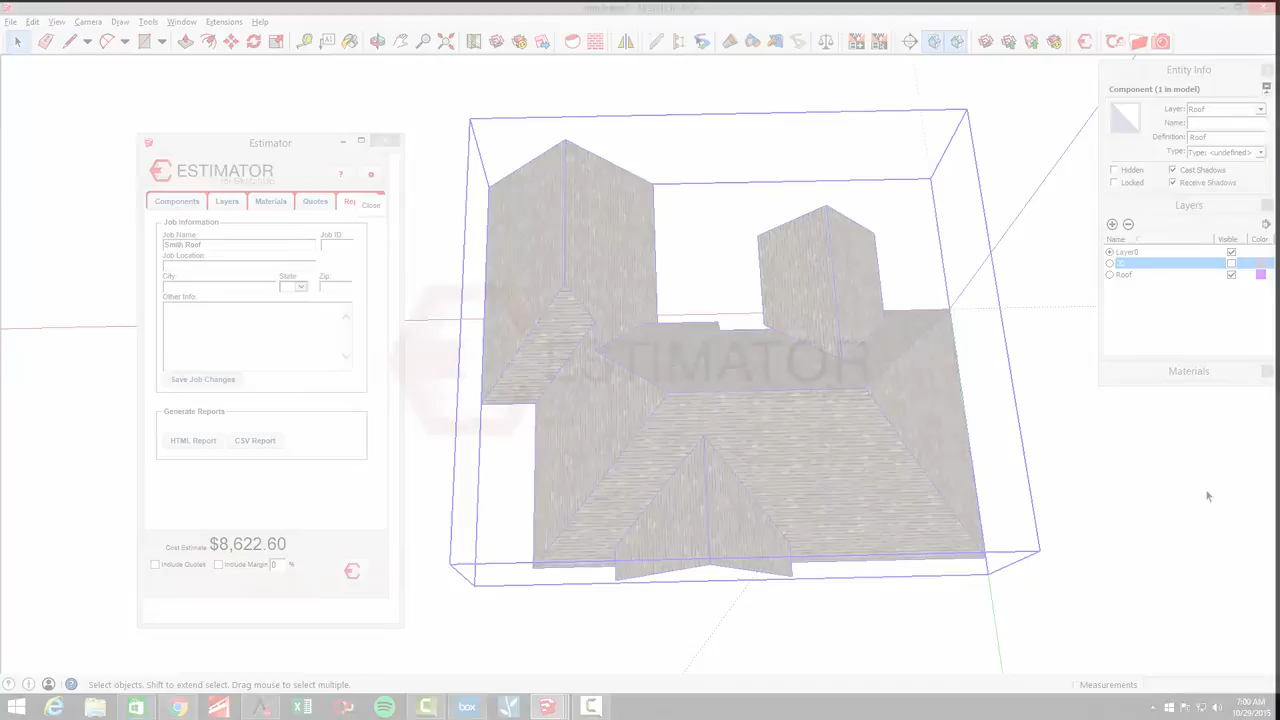 File Edit View Camera Draw Tools Window Extensions Help
Estimator
ESTIMATOR
for SketchUp
?
Components Layers Materials Quotes Re
Close
Job Information
Job Name: Job ID:
Smith Roof
Job Location:
City: State: Zip:
Other Info:
Save Job Changes
Generate Reports
HTML Report CSV Report
Cost Estimate $8,622.60
Include Quotes Include Margin 0 %
ESTIMATOR
Entity Info
Component (1 in model)
Layer: Roof
Name:
Definition: Roof
Type: Type: <undefined>
Hidden Cast Shadows
Locked Receive Shadows
Layers
Name Visible Color
Layer0
Roof
Materials
Select objects. Shift to extend select. Drag mouse to select multiple.
Measurements
box
7:00 AM
10/29/2015